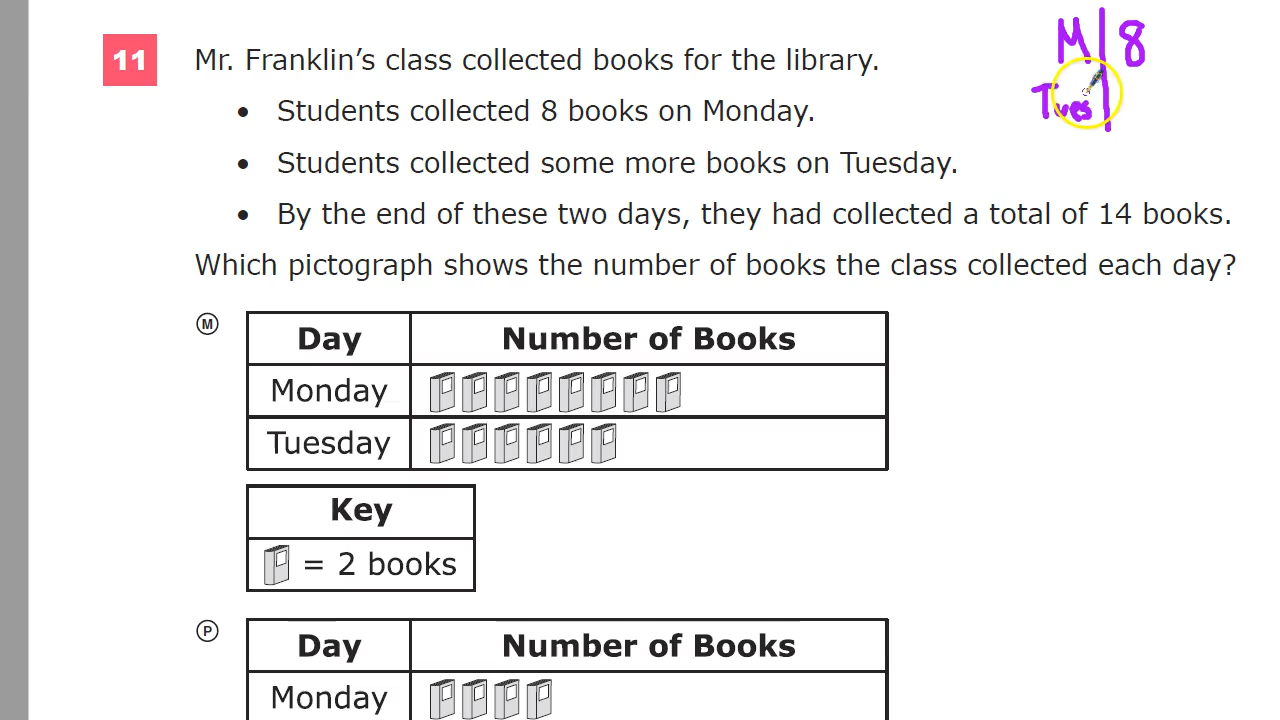 M 8
11 Mr. Franklin's class collected books for the library.
Tues
• Students collected 8 books on Monday.
• Students collected some more books on Tuesday.
• By the end of these two days, they had collected a total of 14 books.
Which pictograph shows the number of books the class collected each day?
M
Day Number of Books
Monday
Tuesday
Key
= 2 books
P
Day Number of Books
Monday